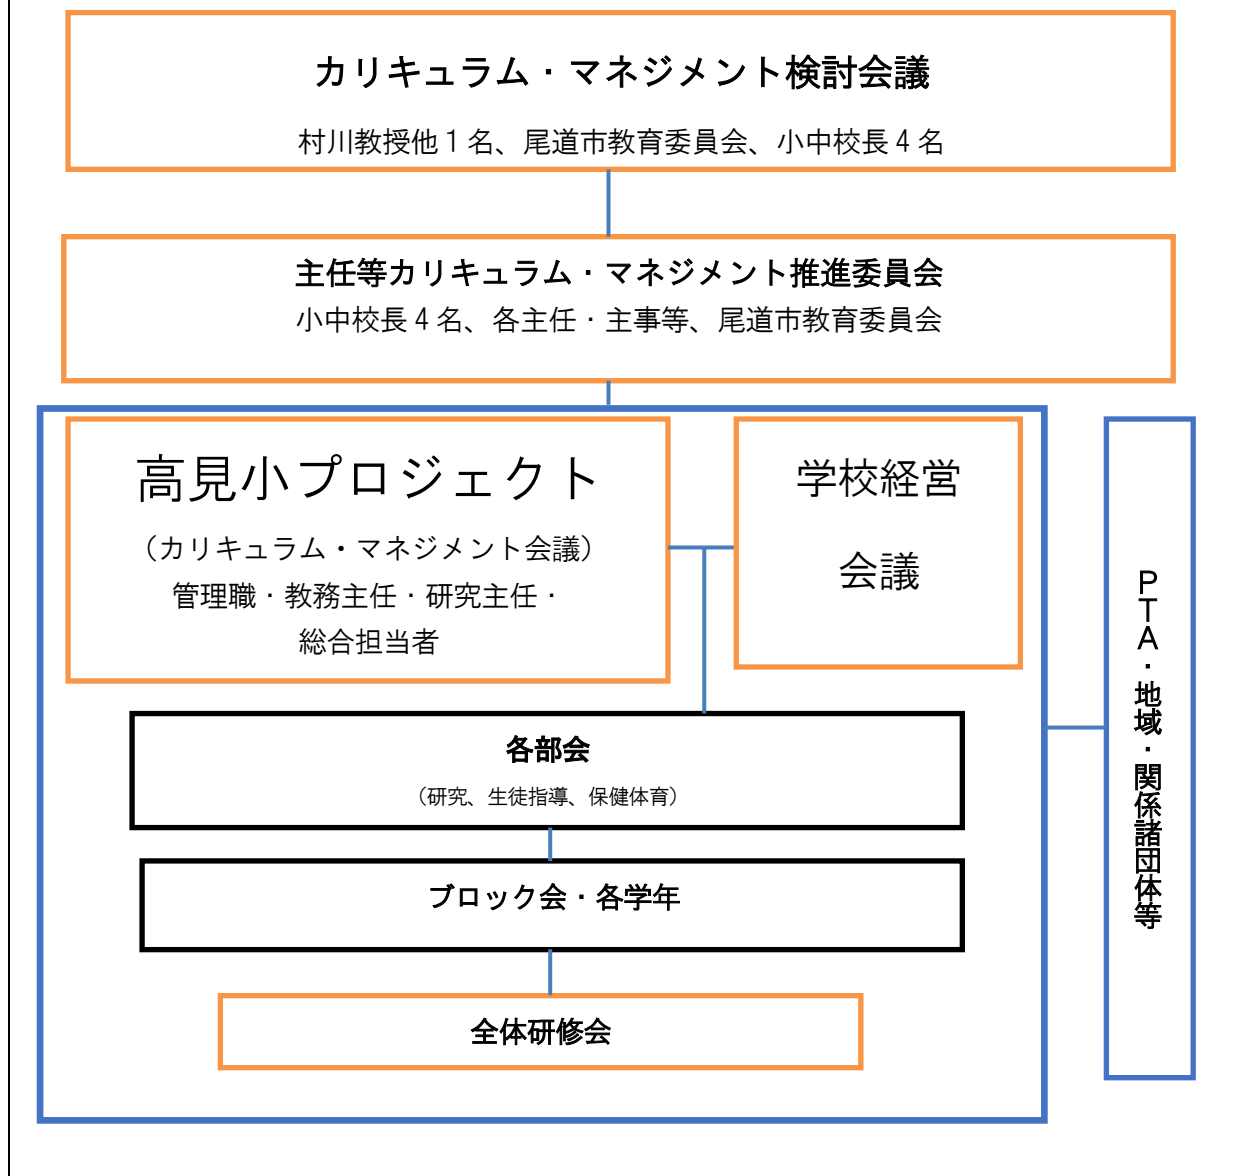 カリキュラム・マネジメント検討会議
村川教授他1名、尾道市教育委員会、小中校長4名
主任等カリキュラム・マネジメント推進委員会
小中校長4名、各主任・主事等、尾道市教育委員会
高見小プロジェクト
（カリキュラム・マネジメント会議）
管理職・教務主任・研究主任・
総合担当者
学校経営
会議
各部会
（研究、生徒指導、保健体育）
ブロック会・各学年
全体研修会
PTA・地域・関係諸団体等